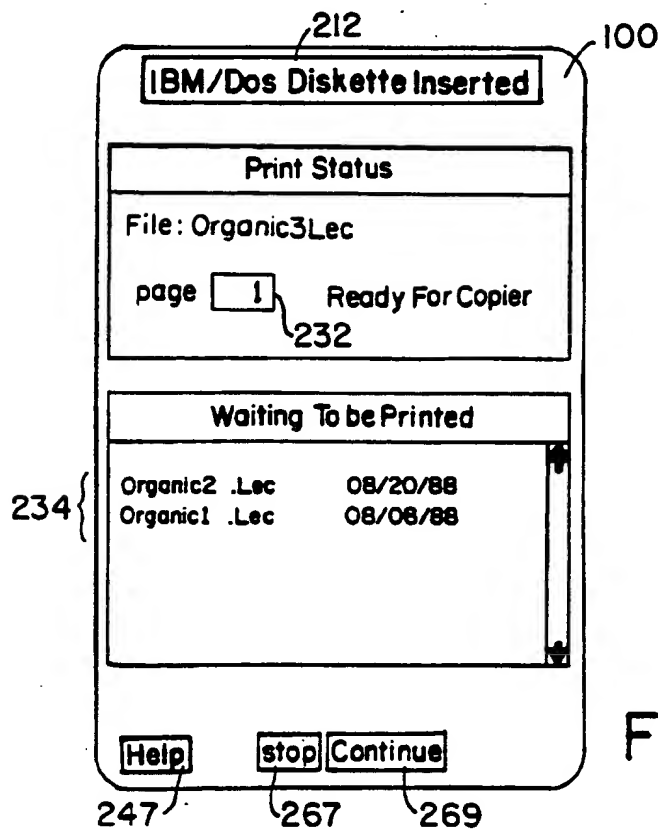 212
100
IBM/Dos Diskette Inserted
Print Status
File: Organic3Lec
page 1 Ready For Copier
232
Waiting To be Printed
234
Organic2 .Lec 08/20/88
Organic1 .Lec 08/08/88
Help stop Continue
247 267 269
F